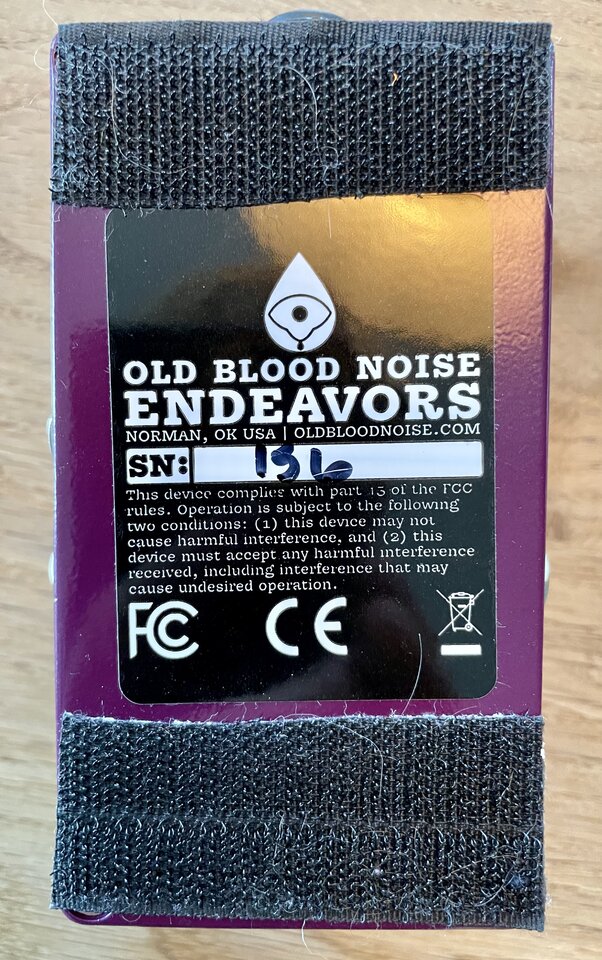 OLD BLOOD NOISE
ENDEAVORS
NORMAN, OK USA | OLDBLOODNOISE.COM
SN: 136
This device complies with part 15 of the FCC
rules. Operation is subject to the following
two conditions: (1) this device may not
cause harmful interference, and (2) this
device must accept any harmful interference
received, including interference that may
cause undesired operation.
FC CE